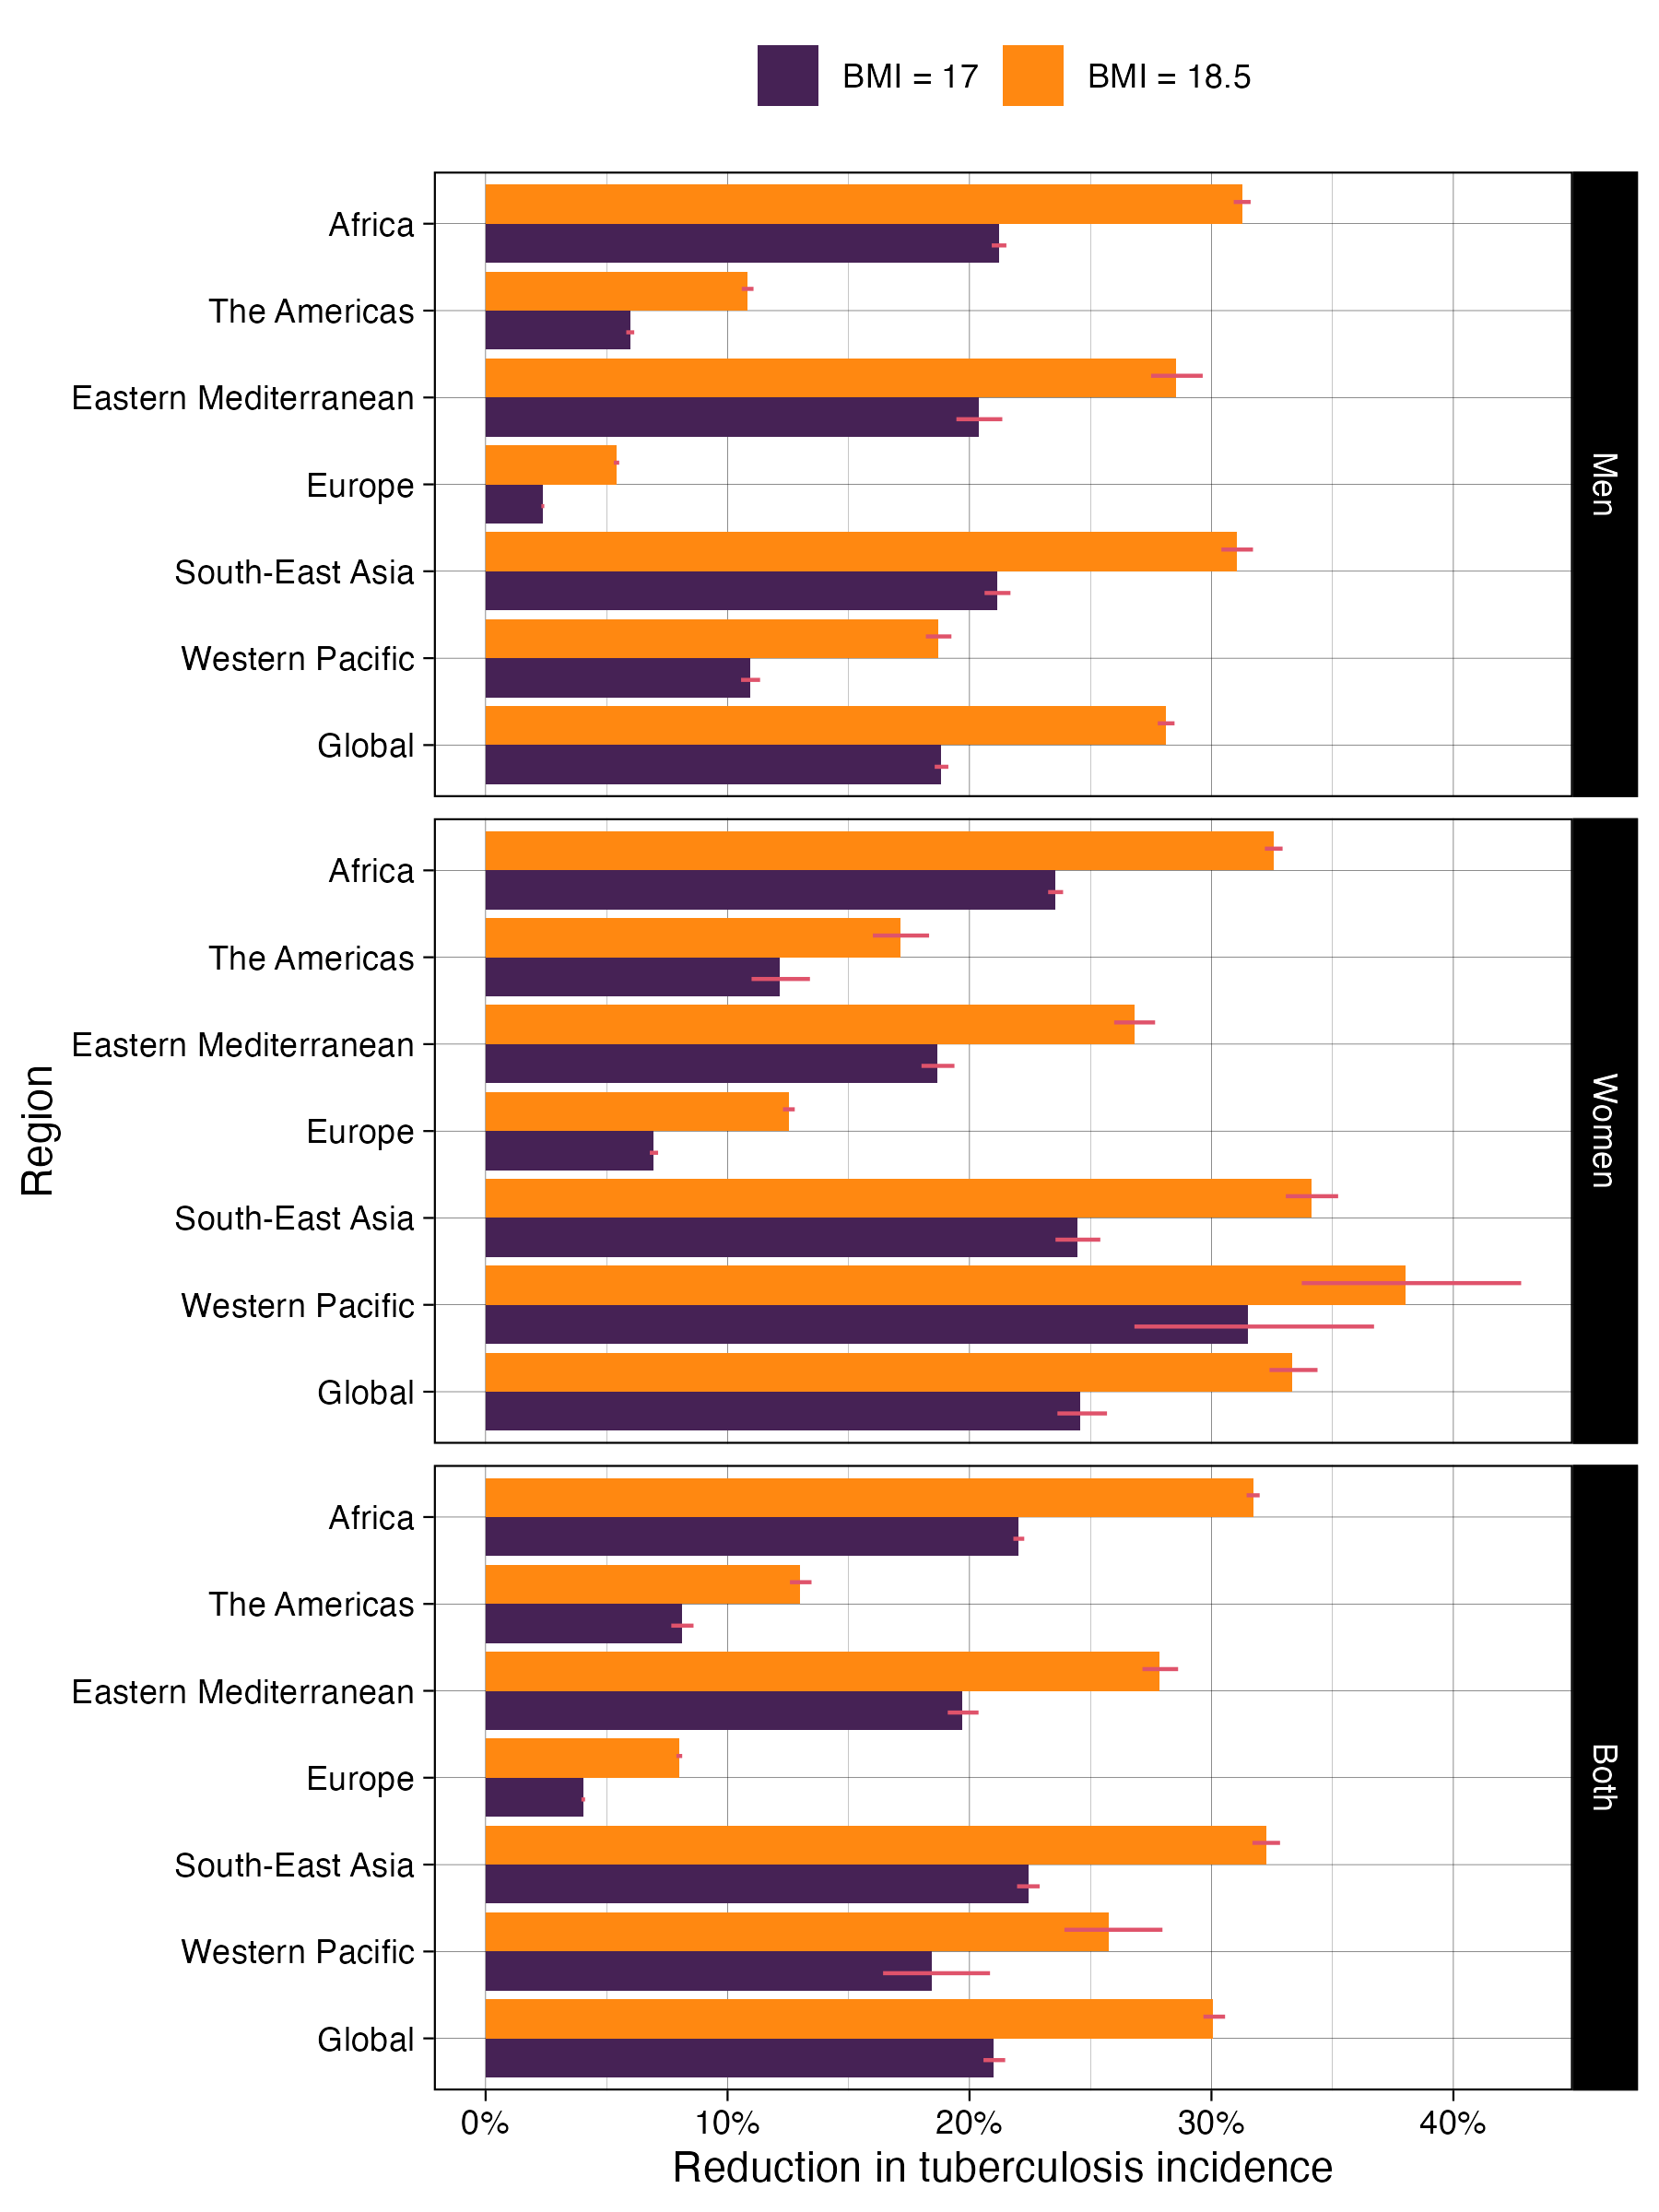 BMI = 17 BMI = 18.5
Africa
The Americas
Eastern Mediterranean
Europe
South-East Asia
Western Pacific
Global
Men
Africa
The Americas
Eastern Mediterranean
Europe
South-East Asia
Western Pacific
Global
Women
Region
Africa
The Americas
Eastern Mediterranean
Europe
South-East Asia
Western Pacific
Global
Both
0% 10% 20% 30% 40%
Reduction in tuberculosis incidence